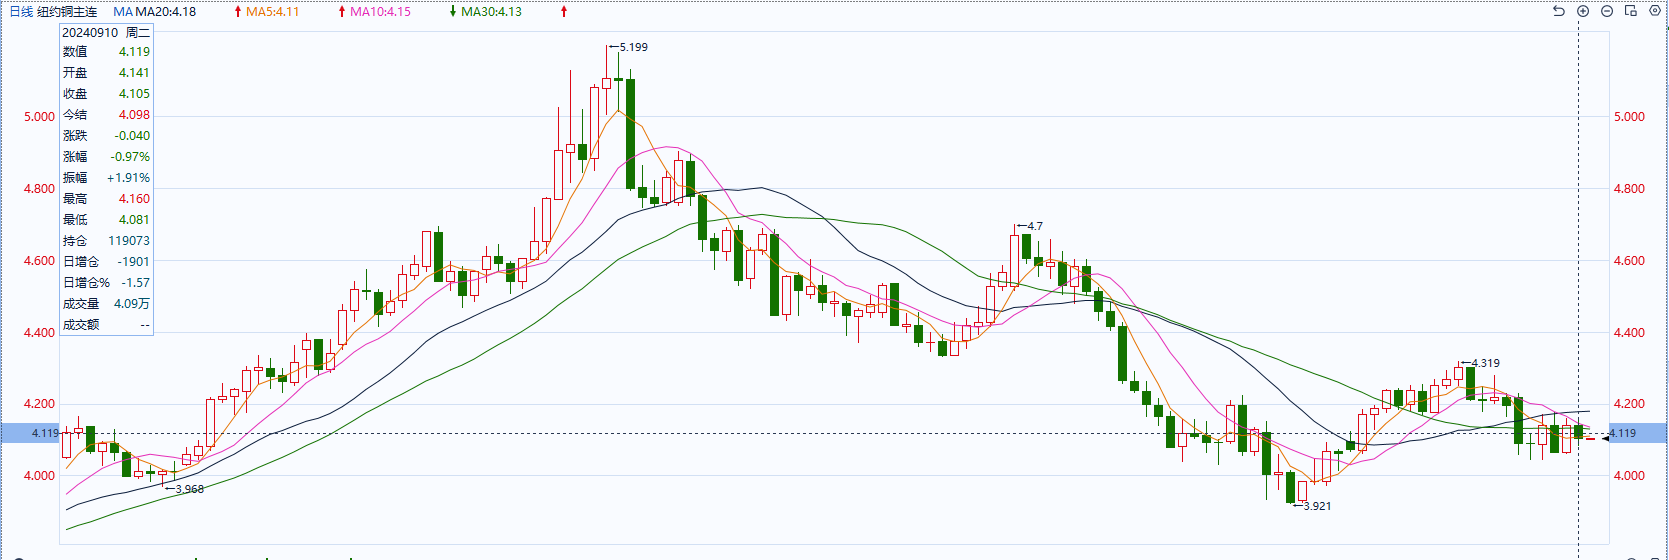 日线 纽约铜主连 MA MA20:4.18 MA5:4.11 MA10:4.15 MA30:4.13
20240910 周二
数值 4.119
开盘 4.141
收盘 4.105
今结 4.098
涨跌 -0.040
涨幅 -0.97%
振幅 +1.91%
最高 4.160
最低 4.081
持仓 119073
日增仓 -1901
日增仓% -1.57
成交量 4.09万
成交额 --
5.199
5.000 5.000
4.800 4.800
4.7
4.600 4.600
4.400 4.400
4.319
4.200 4.200
4.119 4.119
4.000 4.000
3.968
3.921